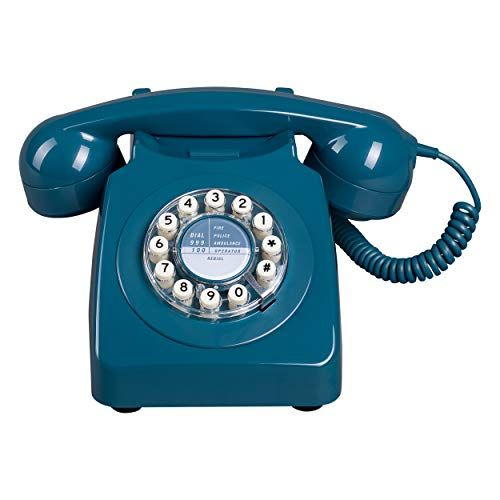 1
2
3
4
5
6
7
8
9
0
#
*
FIRE
DIAL POLICE
999 AMBULANCE
100 OPERATOR
REDIAL